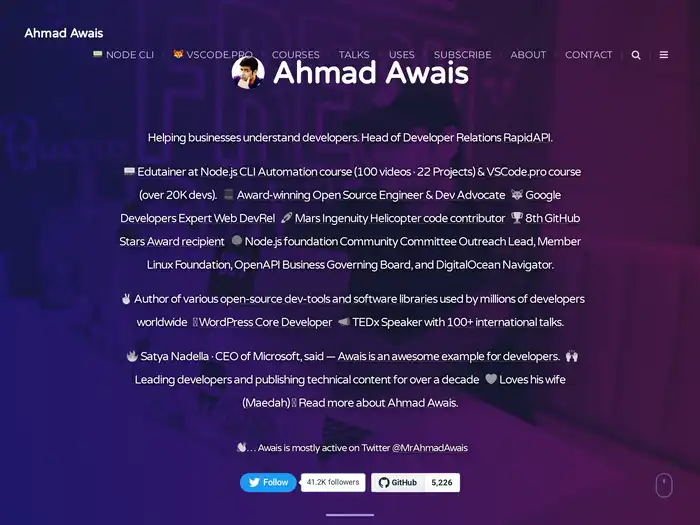 Ahmad Awais
NODE CLI VSCODE.PRO COURSES TALKS USES SUBSCRIBE ABOUT CONTACT
Ahmad Awais
Helping businesses understand developers. Head of Developer Relations RapidAPI.
Edutainer at Node.js CLI Automation course (100 videos · 22 Projects) & VSCode.pro course
(over 20K devs). Award-winning Open Source Engineer & Dev Advocate Google
Developers Expert Web DevRel Mars Ingenuity Helicopter code contributor 8th GitHub
Stars Award recipient Node.js foundation Community Committee Outreach Lead, Member
Linux Foundation, OpenAPI Business Governing Board, and DigitalOcean Navigator.
Author of various open-source dev-tools and software libraries used by millions of developers
worldwide WordPress Core Developer TEDx Speaker with 100+ international talks.
Satya Nadella · CEO of Microsoft, said — Awais is an awesome example for developers.
Leading developers and publishing technical content for over a decade Loves his wife
(Maedah) Read more about Ahmad Awais.
… Awais is mostly active on Twitter @MrAhmadAwais
Follow 41.2K followers GitHub 5,226